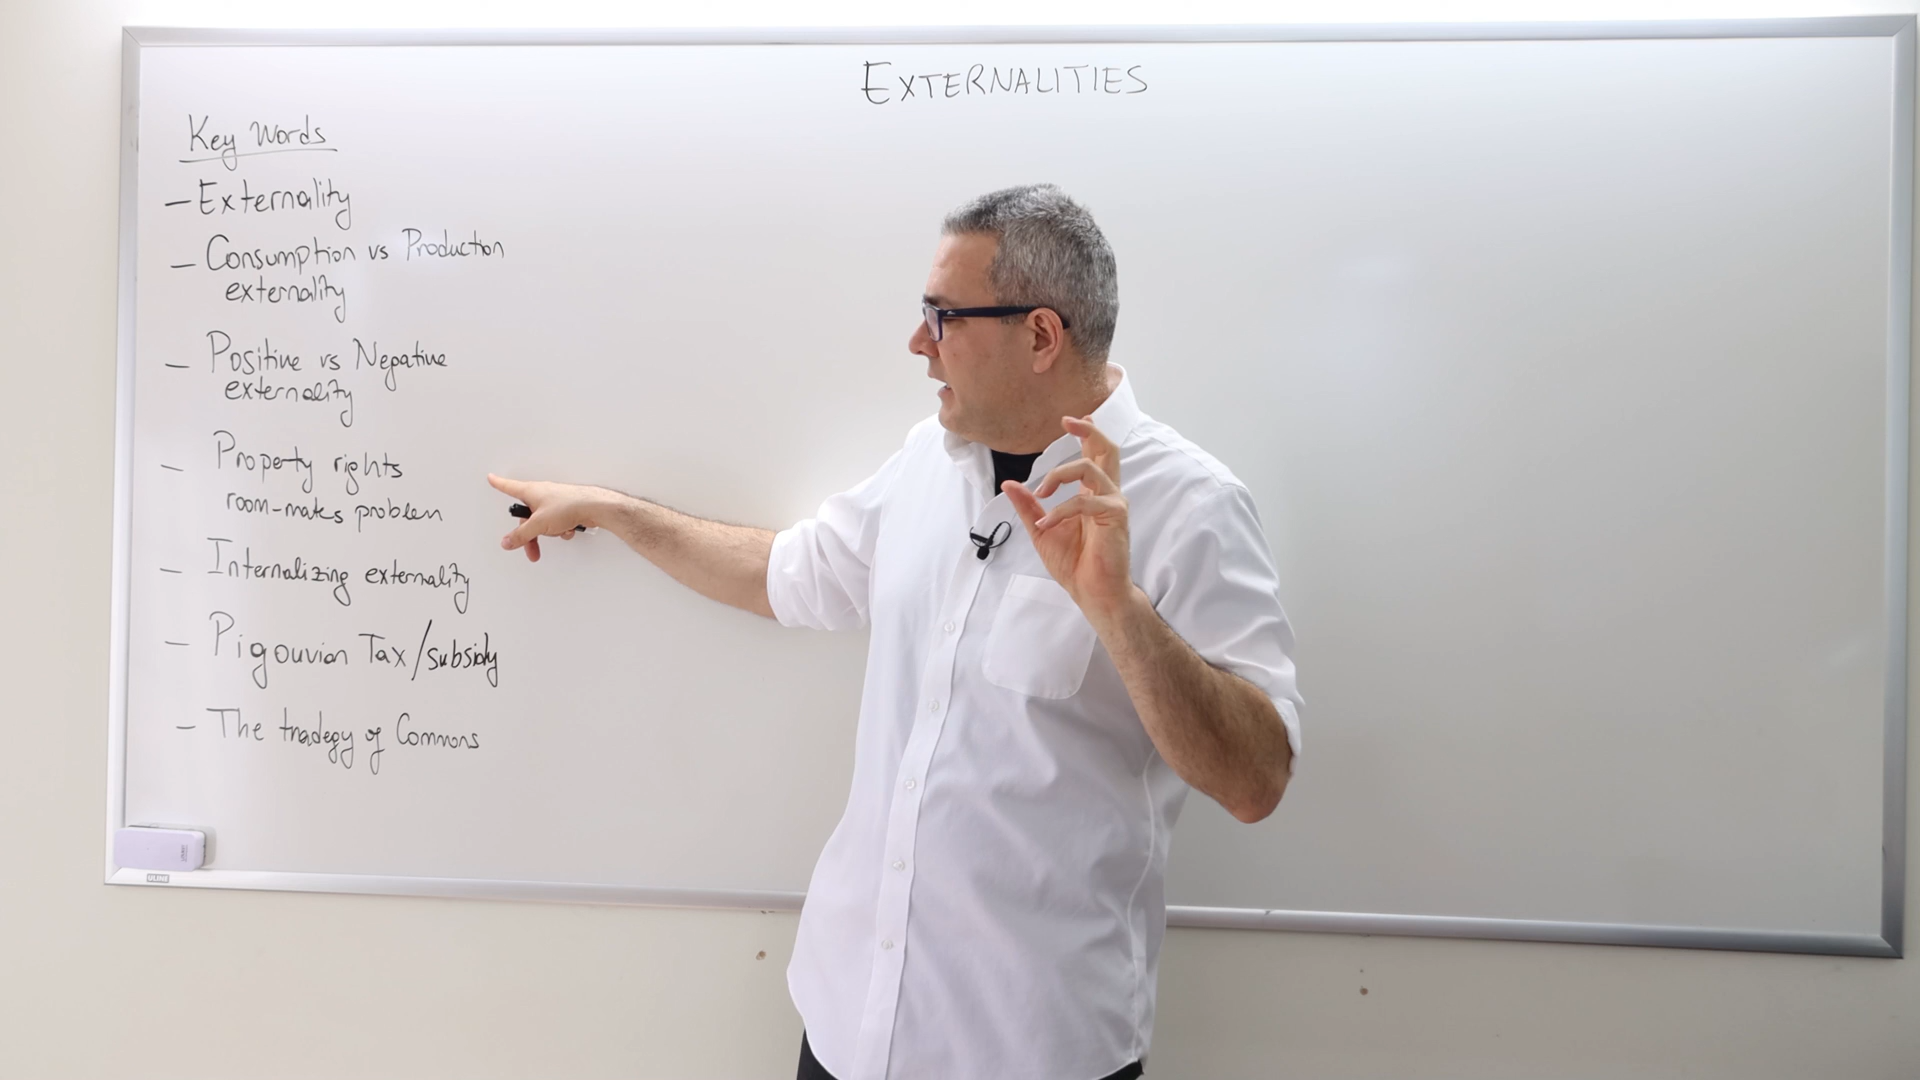 EXTERNALITIES
Key Words
- Externality
- Consumption vs Production
externality
- Positive vs Negative
externality
- Property rights
room-mates problem
- Internalizing externality
- Pigouvian Tax/subsidy
- The tradegy of Commons
ULINE